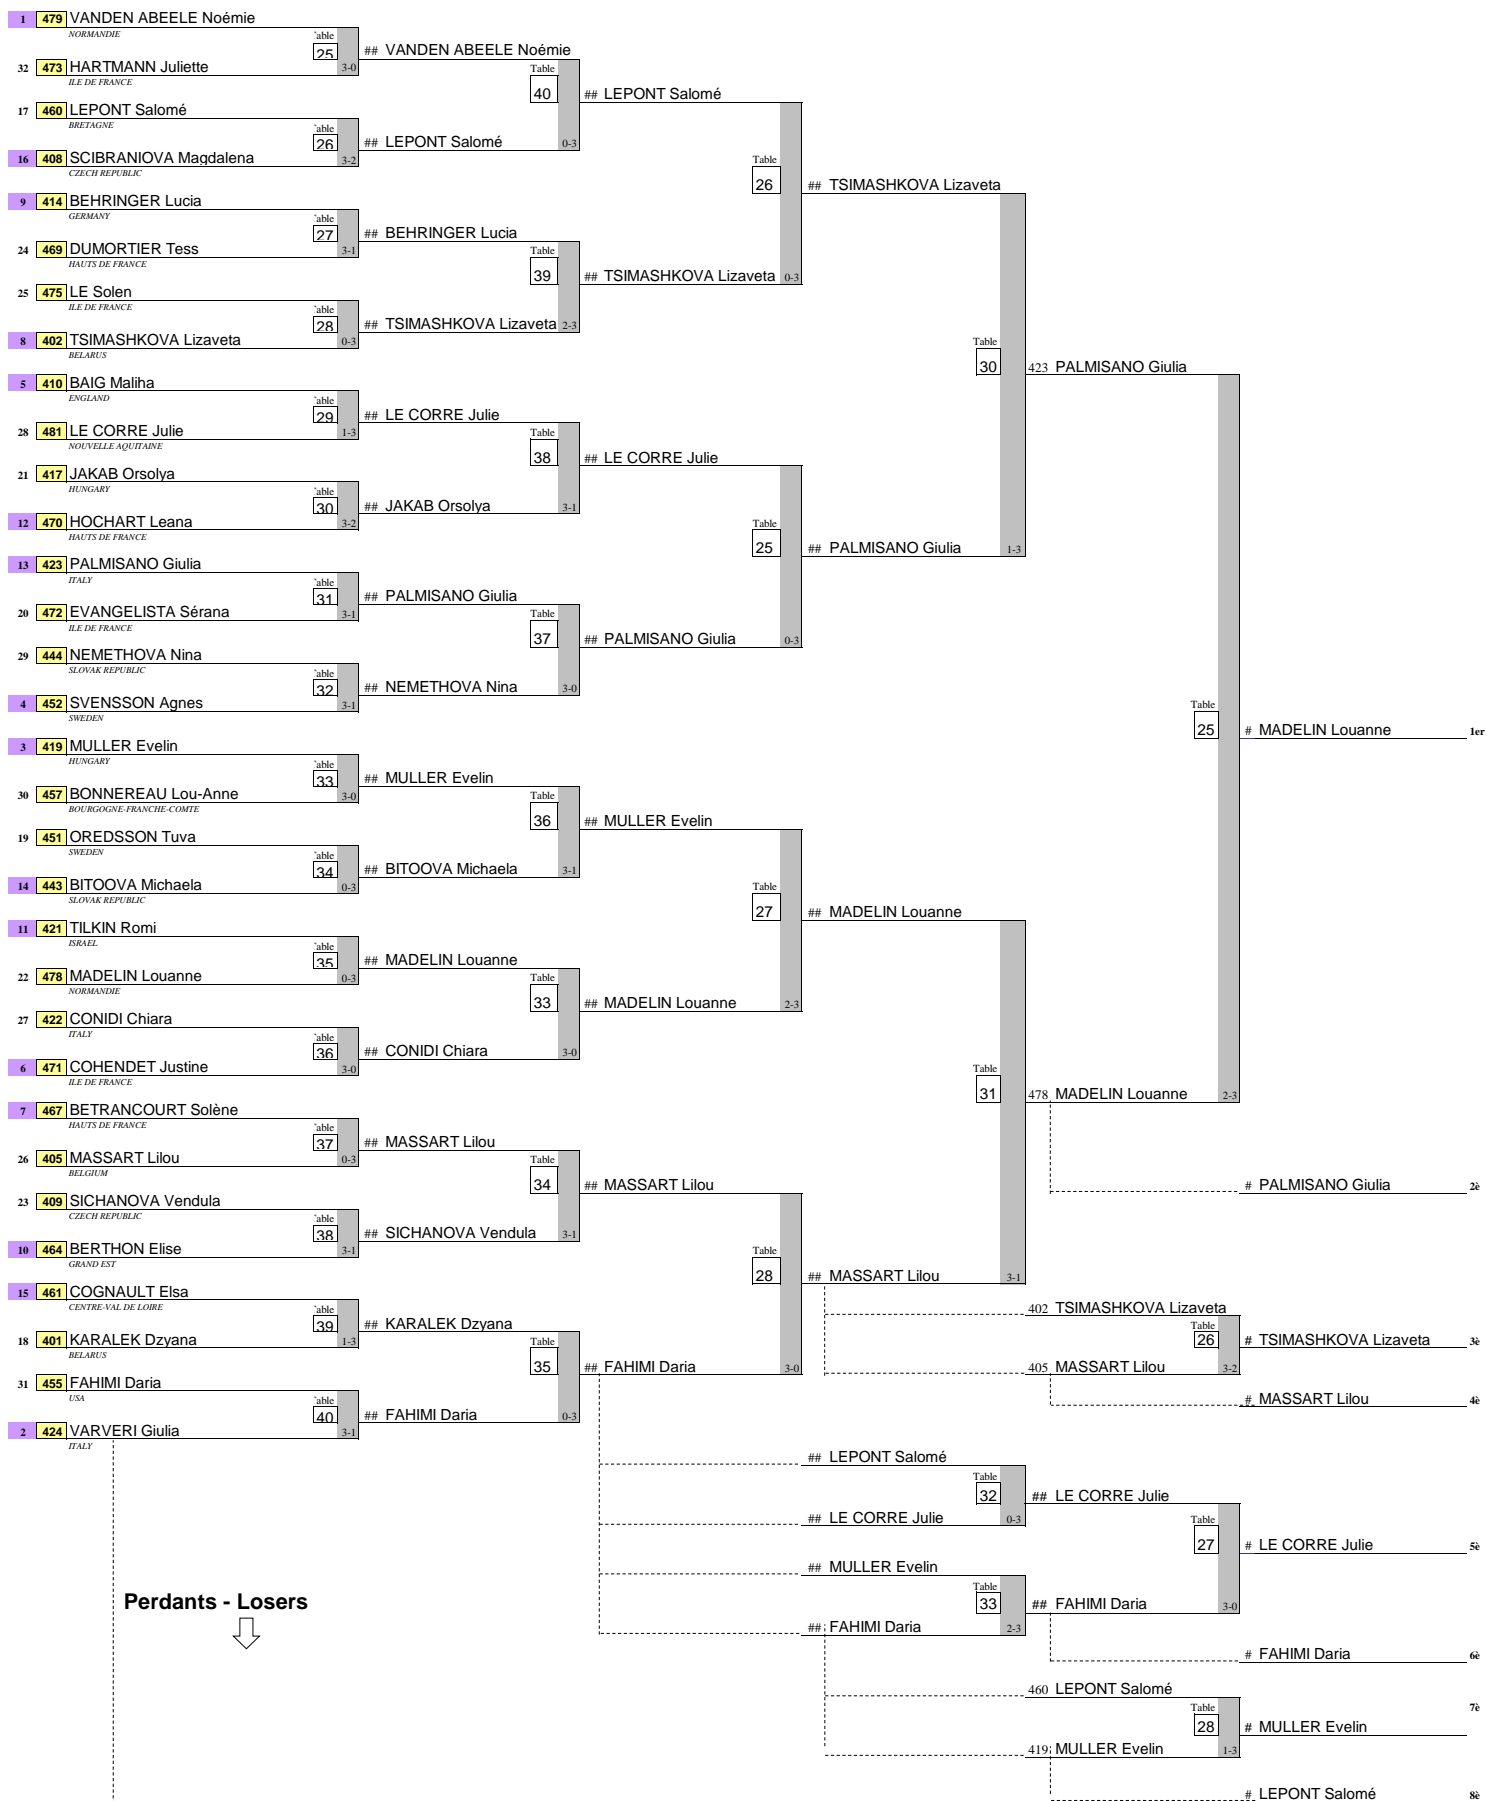 1 479 VANDEN ABEELE Noémie
NORMANDIE
Table
25
## VANDEN ABEELE Noémie
32 473 HARTMANN Juliette 3-0
ILE DE FRANCE
Table
40 ## LEPONT Salomé
17 460 LEPONT Salomé
BRETAGNE
Table
26 ## LEPONT Salomé 0-3
16 408 SCIBRANIOVA Magdalena 3-2
CZECH REPUBLIC
Table
26 ## TSIMASHKOVA Lizaveta
9 414 BEHRINGER Lucia
GERMANY
Table
27 ## BEHRINGER Lucia
24 469 DUMORTIER Tess 3-1
HAUTS DE FRANCE
Table
39 ## TSIMASHKOVA Lizaveta 0-3
25 475 LE Solen
ILE DE FRANCE
Table
28 ## TSIMASHKOVA Lizaveta 2-3
8 402 TSIMASHKOVA Lizaveta 0-3
BELARUS
Table
30 423 PALMISANO Giulia
5 410 BAIG Maliha
ENGLAND
Table
29 ## LE CORRE Julie
28 481 LE CORRE Julie 1-3
NOUVELLE AQUITAINE
Table
38 ## LE CORRE Julie
21 417 JAKAB Orsolya
HUNGARY
Table
30 ## JAKAB Orsolya 3-1
12 470 HOCHART Leana 3-2
HAUTS DE FRANCE
Table
25 ## PALMISANO Giulia 1-3
13 423 PALMISANO Giulia
ITALY
Table
31 ## PALMISANO Giulia
20 472 EVANGELISTA Sérana 3-1
ILE DE FRANCE
Table
37 ## PALMISANO Giulia 0-3
29 444 NEMETHOVA Nina
SLOVAK REPUBLIC
Table
32 ## NEMETHOVA Nina 3-0
4 452 SVENSSON Agnes 3-1
SWEDEN
Table
25 # MADELIN Louanne 1er
3 419 MULLER Evelin
HUNGARY
Table
33 ## MULLER Evelin
30 457 BONNEREAU Lou-Anne 3-0
BOURGOGNE-FRANCHE-COMTE
Table
36 ## MULLER Evelin
19 451 OREDSSON Tuva
SWEDEN
Table
34 ## BITOOVA Michaela 3-1
14 443 BITOOVA Michaela 0-3
SLOVAK REPUBLIC
Table
27 ## MADELIN Louanne
11 421 TILKIN Romi
ISRAEL
Table
35 ## MADELIN Louanne
22 478 MADELIN Louanne 0-3
NORMANDIE
Table
33 ## MADELIN Louanne 2-3
27 422 CONIDI Chiara
ITALY
Table
36 ## CONIDI Chiara 3-0
6 471 COHENDET Justine 3-0
ILE DE FRANCE
Table
31 478 MADELIN Louanne 2-3
7 467 BETRANCOURT Solène
HAUTS DE FRANCE
Table
37 ## MASSART Lilou
26 405 MASSART Lilou 0-3
BELGIUM
Table
34 ## MASSART Lilou
# PALMISANO Giulia 2è
23 409 SICHANOVA Vendula
CZECH REPUBLIC
Table
38 ## SICHANOVA Vendula 3-1
10 464 BERTHON Elise 3-1
GRAND EST
Table
28 ## MASSART Lilou 3-1
15 461 COGNAULT Elsa
CENTRE-VAL DE LOIRE
402 TSIMASHKOVA Lizaveta
Table
39 ## KARALEK Dzyana
Table
26 # TSIMASHKOVA Lizaveta 3è
18 401 KARALEK Dzyana 1-3
BELARUS
Table
35 ## FAHIMI Daria 3-0
405 MASSART Lilou 3-2
31 455 FAHIMI Daria
USA
# MASSART Lilou 4è
Table
40 ## FAHIMI Daria 0-3
2 424 VARVERI Giulia 3-1
ITALY
## LEPONT Salomé
Table
32 ## LE CORRE Julie
## LE CORRE Julie 0-3
Table
27 # LE CORRE Julie 5è
## MULLER Evelin
Table
33 ## FAHIMI Daria 3-0
Perdants - Losers
## FAHIMI Daria 2-3
# FAHIMI Daria 6è
460 LEPONT Salomé
7è
Table
28 # MULLER Evelin
419 MULLER Evelin 1-3
# LEPONT Salomé 8è